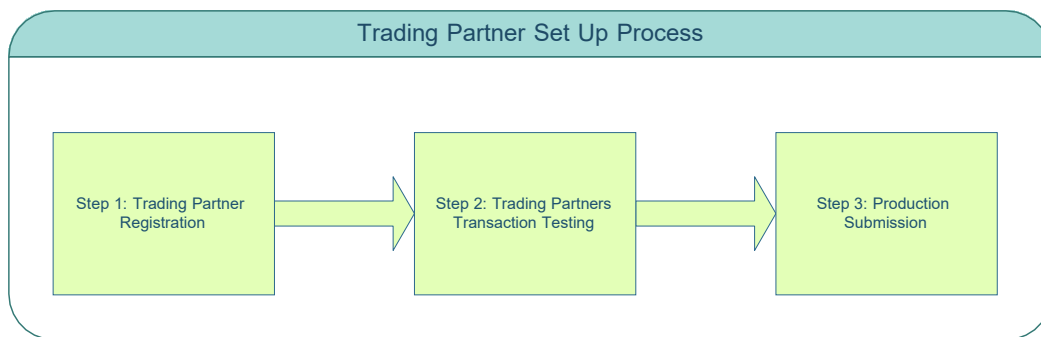 Trading Partner Set Up Process
Step 1: Trading Partner
Registration
Step 2: Trading Partners
Transaction Testing
Step 3: Production
Submission